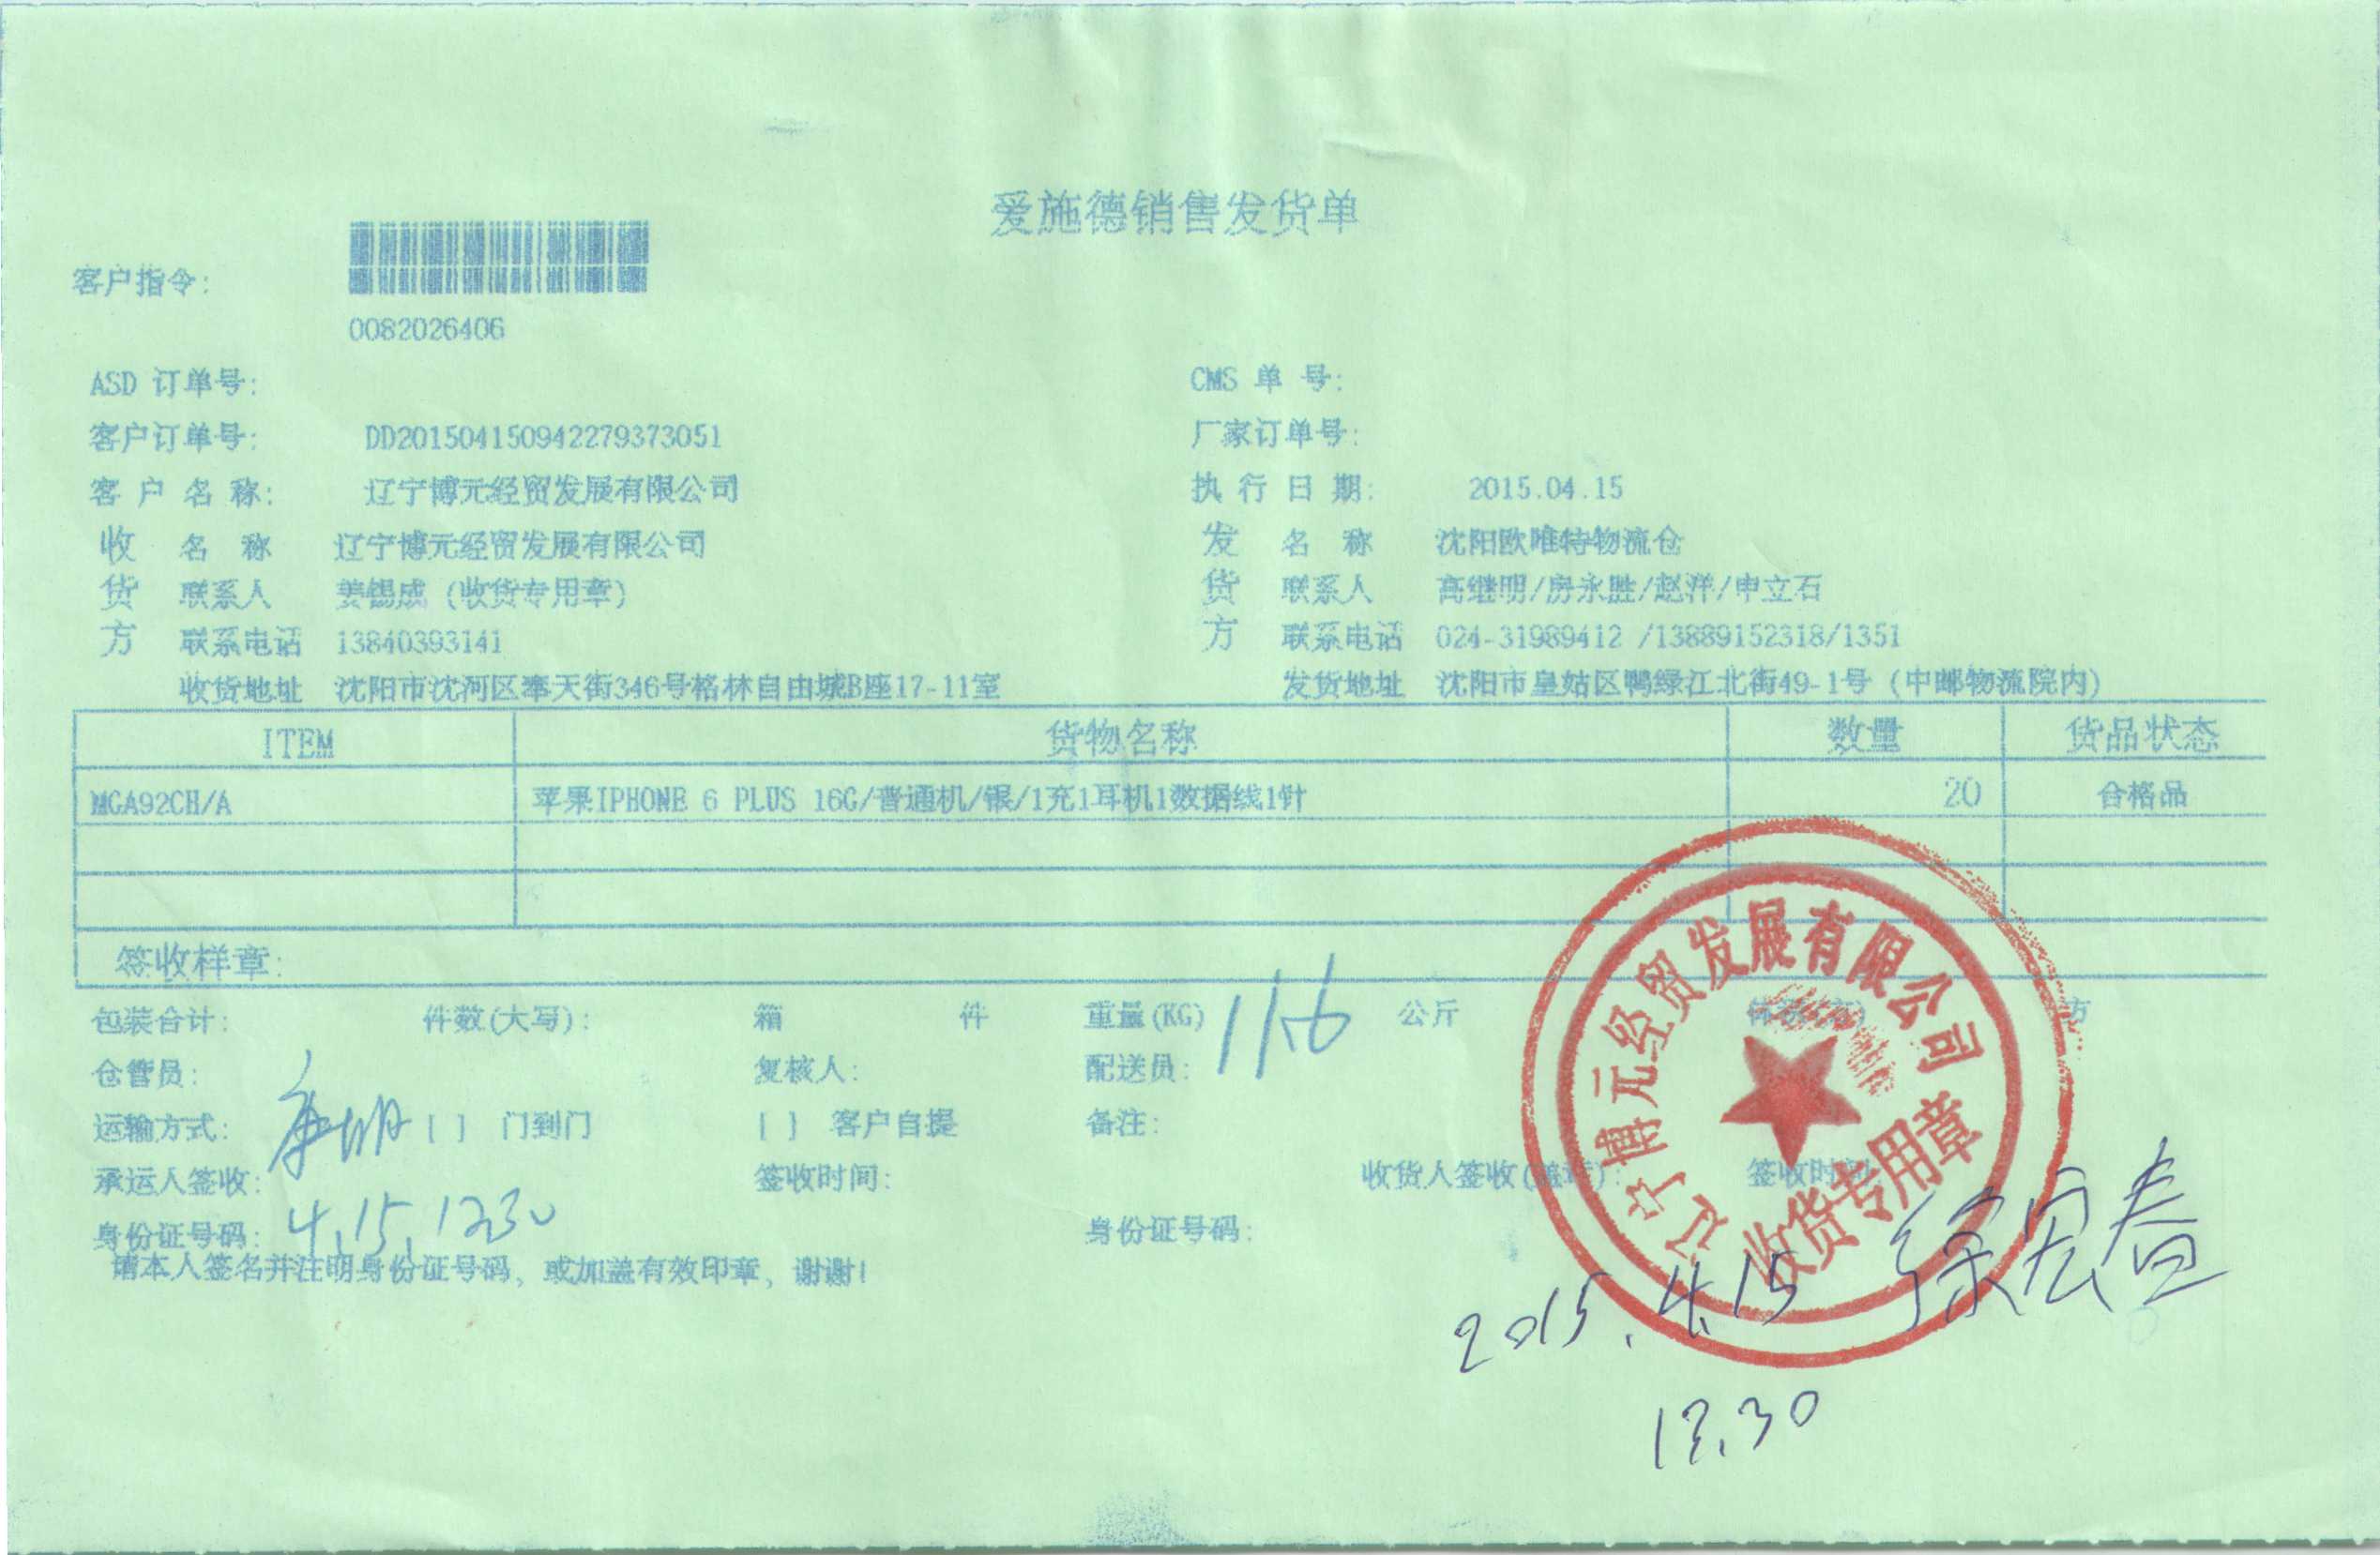 爱施德销售发货单
客户指令:
0082026406
ASD 订单号: CMS 单 号:
客户订单号: DD20150415094227937305​1 厂家订单号:
客 户 名 称: 辽宁博元经贸发展有限公司 执 行 日 期: 2015.04.15
收 名 称 辽宁博元经贸发展有限公司 发 名 称 沈阳欧唯特物流仓
货 联系人 姜锡成 (收货专用章) 货 联系人 高继明/房永胜/赵洋/申立石
方 联系电话 13840393141 方 联系电话 024-31989412 /13889152318/1351
收货地址 沈阳市沈河区奉天街346号格林自由城B座17-11室 发货地址 沈阳市皇姑区鸭绿江北街49-1号 (中邮物流院内)
ITEM 货物名称 数量 货品状态
MGA92CH/A 苹果IPHONE 6 PLUS 16G/普通机/银/1充1耳机1数据线1针 20 合格品
签收样章:
包装合计: 件数(大写): 箱 件 重量(KG) 11.6 公斤 方
仓管员: 复核人: 配送员:
运输方式: [ ] 门到门 [ ] 客户自提 备注:
承运人签收: 签收时间: 收货人签收(盖章): 签收时间
身份证号码: 4.15.1230 身份证号码:
请本人签名并注明身份证号码, 或加盖有效印章, 谢谢!
辽宁博元经贸发展有限公司
收货专用章
2015.4.15 徐宏春
13.30